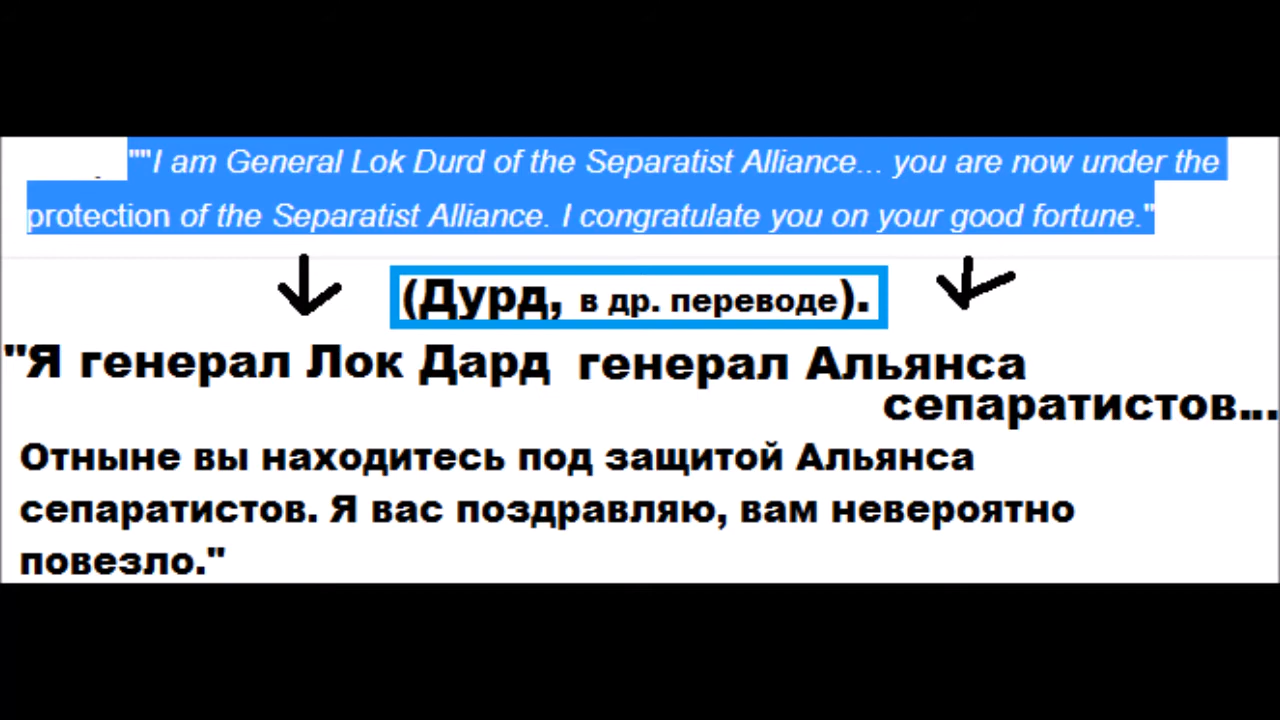 ""I am General Lok Durd of the Separatist Alliance... you are now under the
protection of the Separatist Alliance. I congratulate you on your good fortune."
(Дурд, в др. переводе).
"Я генерал Лок Дард генерал Альянса
сепаратистов...
Отныне вы находитесь под защитой Альянса
сепаратистов. Я вас поздравляю, вам невероятно
повезло."